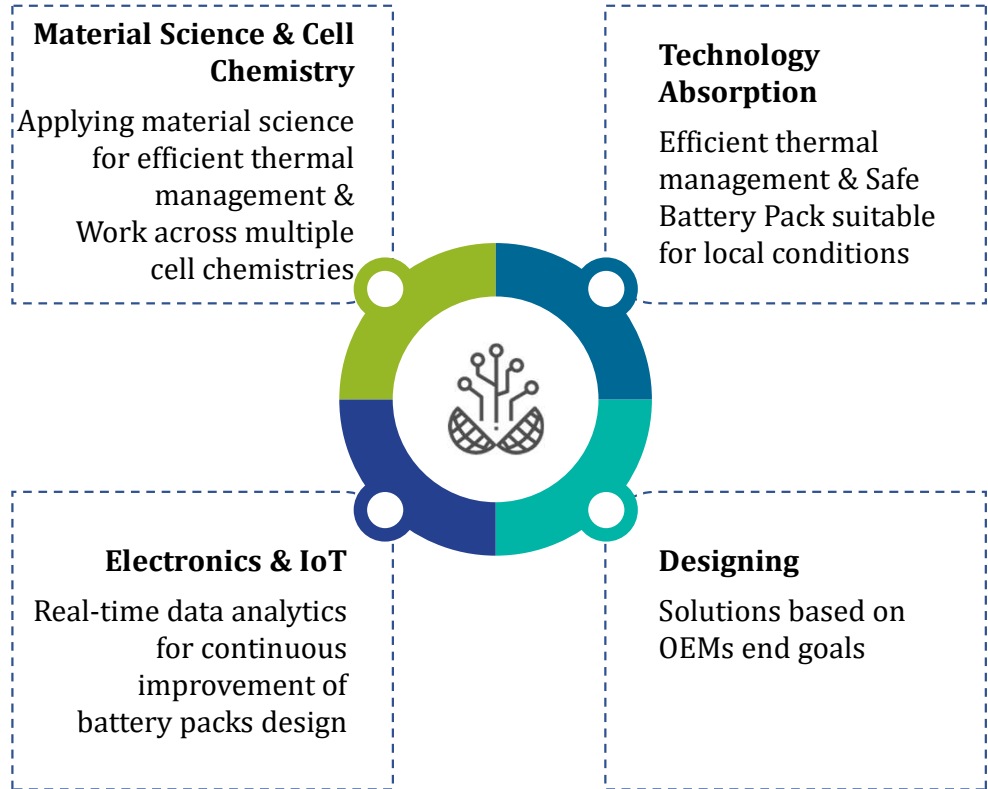 Material Science & Cell
Chemistry
Applying material science
for efficient thermal
management &
Work across multiple
cell chemistries
Technology
Absorption
Efficient thermal
management & Safe
Battery Pack suitable
for local conditions
Electronics & IoT
Real-time data analytics
for continuous
improvement of
battery packs design
Designing
Solutions based on
OEMs end goals